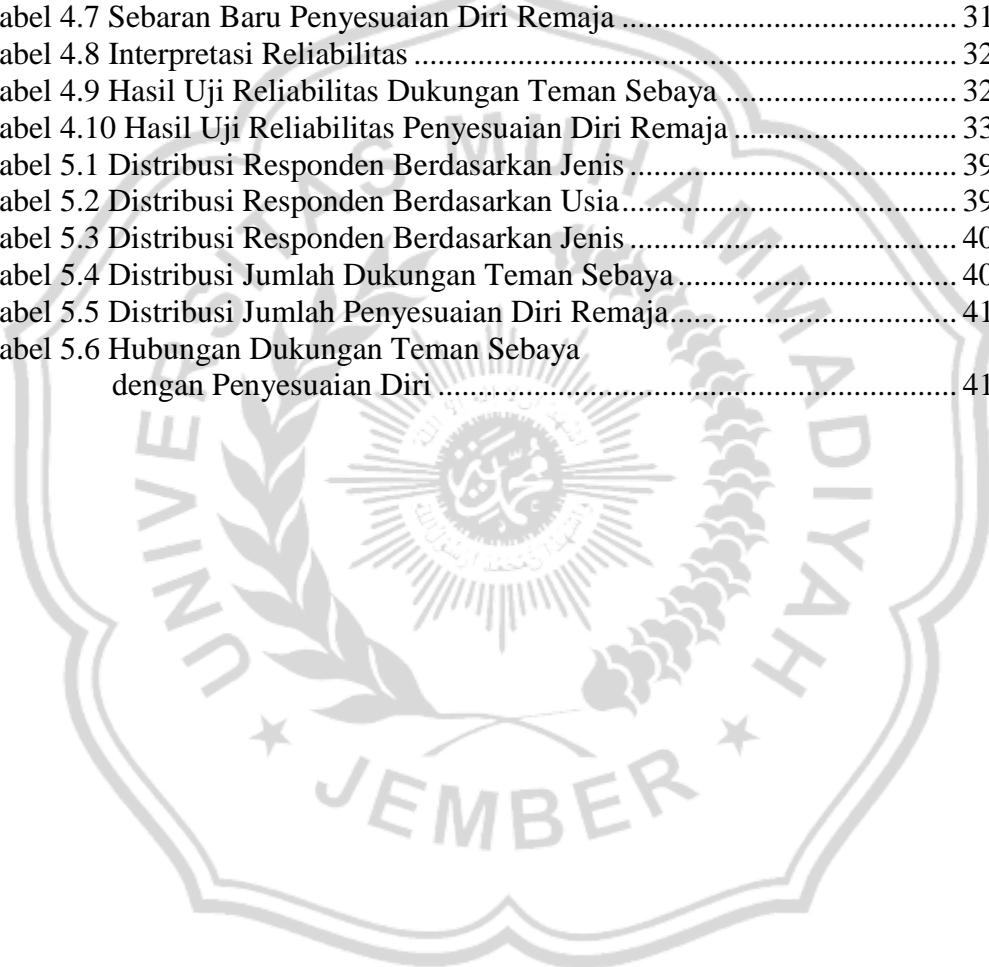 abel 4.7 Sebaran Baru Penyesuaian Diri Remaja ........................................... 31
abel 4.8 Interpretasi Reliabilitas ........................................... 32
abel 4.9 Hasil Uji Reliabilitas Dukungan Teman Sebaya ........................................... 32
abel 4.10 Hasil Uji Reliabilitas Penyesuaian Diri Remaja ........................................... 33
abel 5.1 Distribusi Responden Berdasarkan Jenis ........................................... 39
abel 5.2 Distribusi Responden Berdasarkan Usia ........................................... 39
abel 5.3 Distribusi Responden Berdasarkan Jenis ........................................... 40
abel 5.4 Distribusi Jumlah Dukungan Teman Sebaya ........................................... 40
abel 5.5 Distribusi Jumlah Penyesuaian Diri Remaja ........................................... 41
abel 5.6 Hubungan Dukungan Teman Sebaya
dengan Penyesuaian Diri ........................................... 41
UNIVERSITAS MUHAMMADIYAH
JEMBER